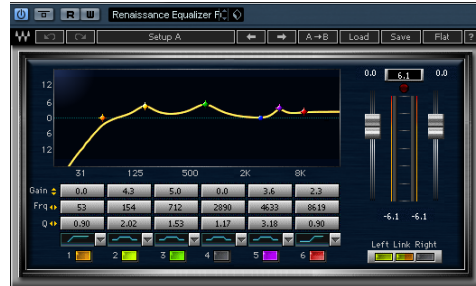 R W Renaissance Equalizer
Setup A A→B Load Save Flat ?
0.0 6.1 0.0
12
6
0
6
12
31 125 500 2K 8K
Gain 0.0 4.3 5.0 0.0 3.6 2.3
Frq 53 154 712 2890 4633 8619
Q 0.90 2.02 1.53 1.17 3.18 0.90
-6.1 -6.1
Left Link Right
1 2 3 4 5 6